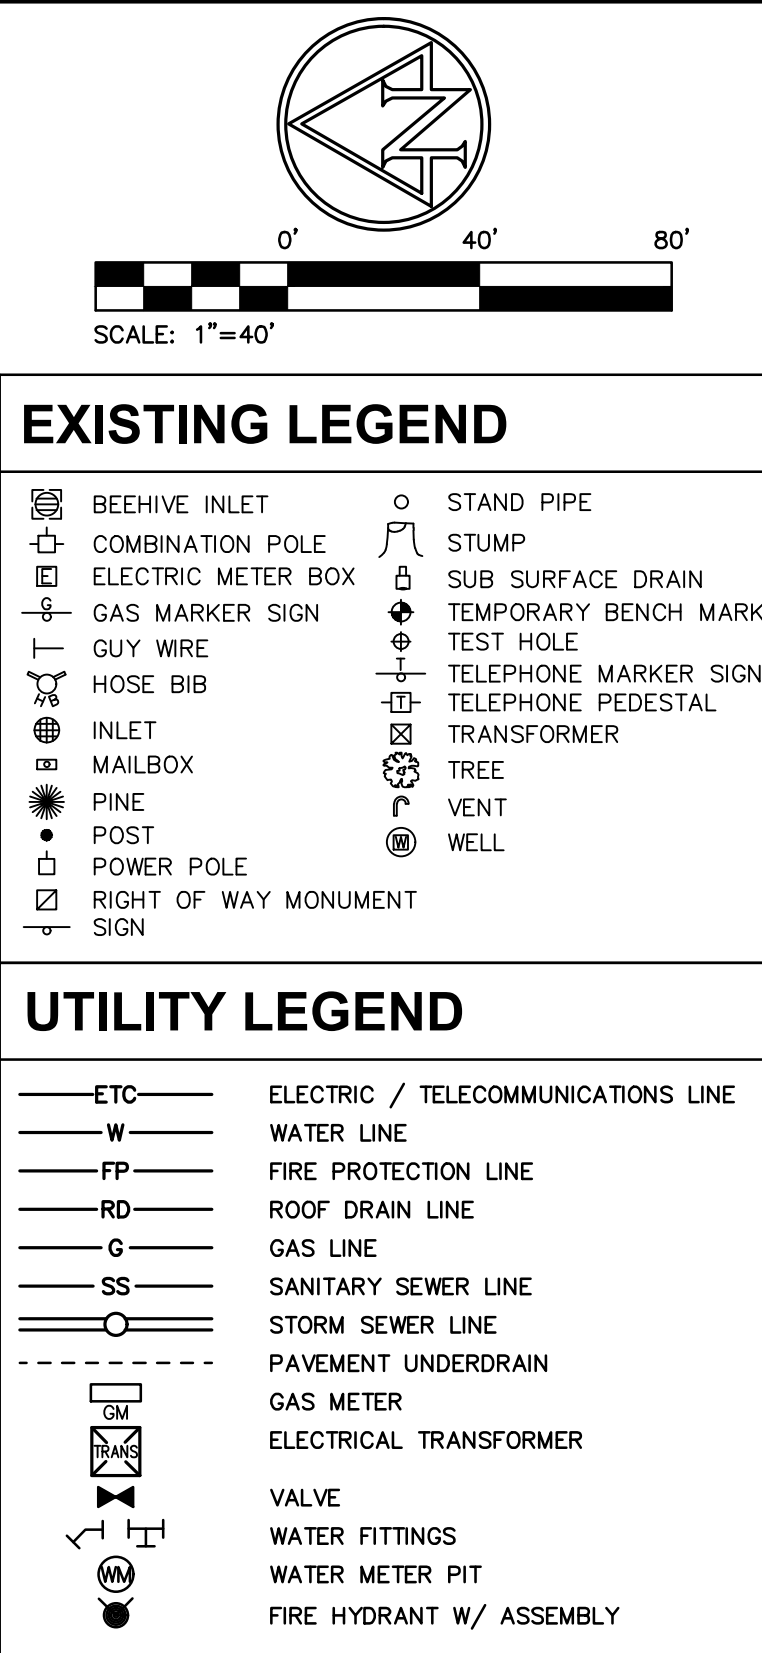 N
0' 40' 80'
SCALE: 1"=40'
EXISTING LEGEND
BEEHIVE INLET
COMBINATION POLE
E ELECTRIC METER BOX
G GAS MARKER SIGN
GUY WIRE
HB HOSE BIB
INLET
MAILBOX
PINE
POST
POWER POLE
RIGHT OF WAY MONUMENT
SIGN
STAND PIPE
STUMP
SUB SURFACE DRAIN
TEMPORARY BENCH MARK
TEST HOLE
T TELEPHONE MARKER SIGN
T TELEPHONE PEDESTAL
TRANSFORMER
TREE
VENT
W WELL
UTILITY LEGEND
ETC ELECTRIC / TELECOMMUNICATIONS LINE
W WATER LINE
FP FIRE PROTECTION LINE
RD ROOF DRAIN LINE
G GAS LINE
SS SANITARY SEWER LINE
STORM SEWER LINE
PAVEMENT UNDERDRAIN
GM GAS METER
TRANS ELECTRICAL TRANSFORMER
VALVE
WATER FITTINGS
WM WATER METER PIT
FIRE HYDRANT W/ ASSEMBLY